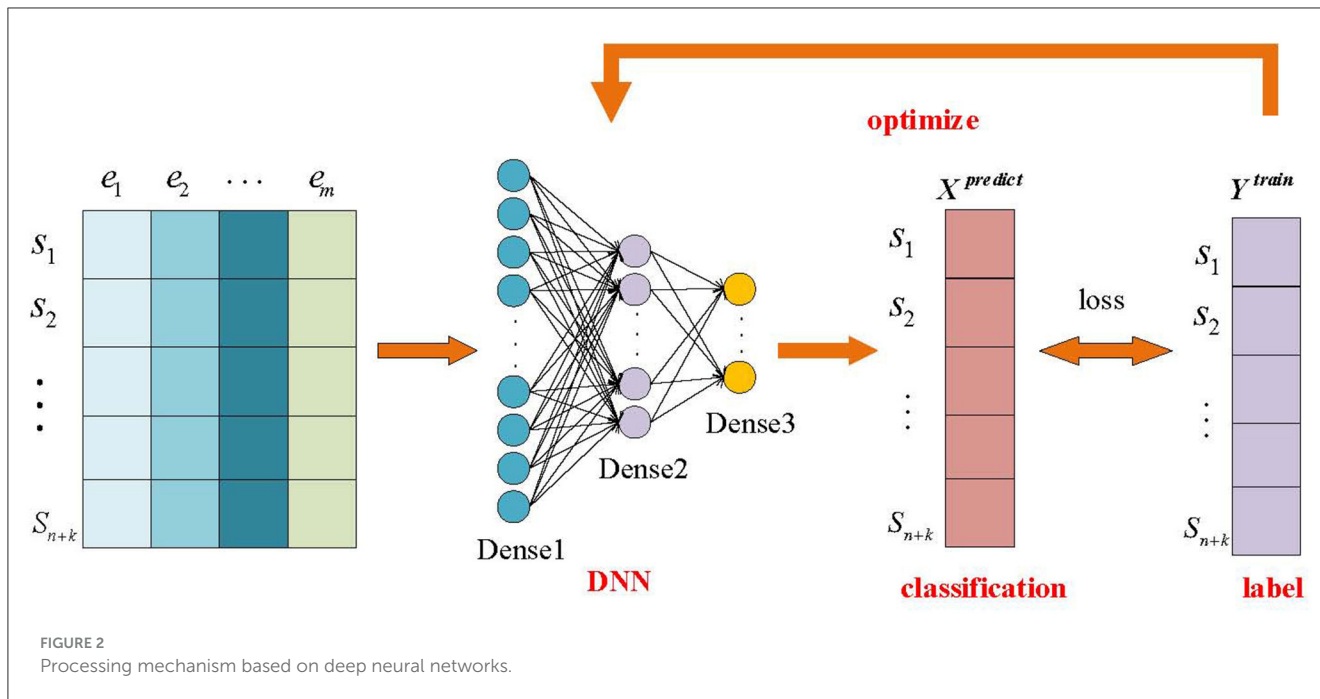 optimize
e₁ e₂ ··· eₘ
X^predict
Y^train
s₁
s₂
⋮
Sₙ₊ₖ
Dense1
Dense2
Dense3
DNN
s₁
s₂
⋮
Sₙ₊ₖ
classification
loss
s₁
s₂
⋮
Sₙ₊ₖ
label
FIGURE 2
Processing mechanism based on deep neural networks.